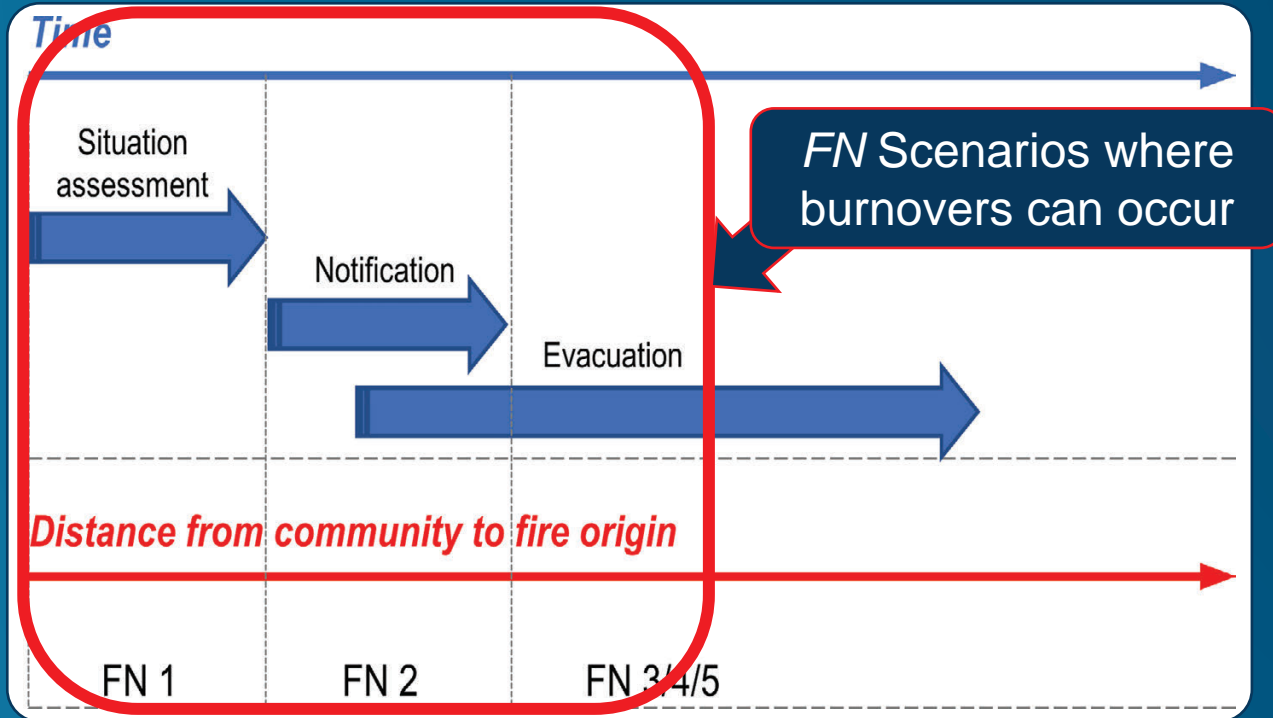 Time
Situation
assessment
FN Scenarios where
burnovers can occur
Notification
Evacuation
Distance from community to fire origin
FN 1
FN 2
FN 3/4/5